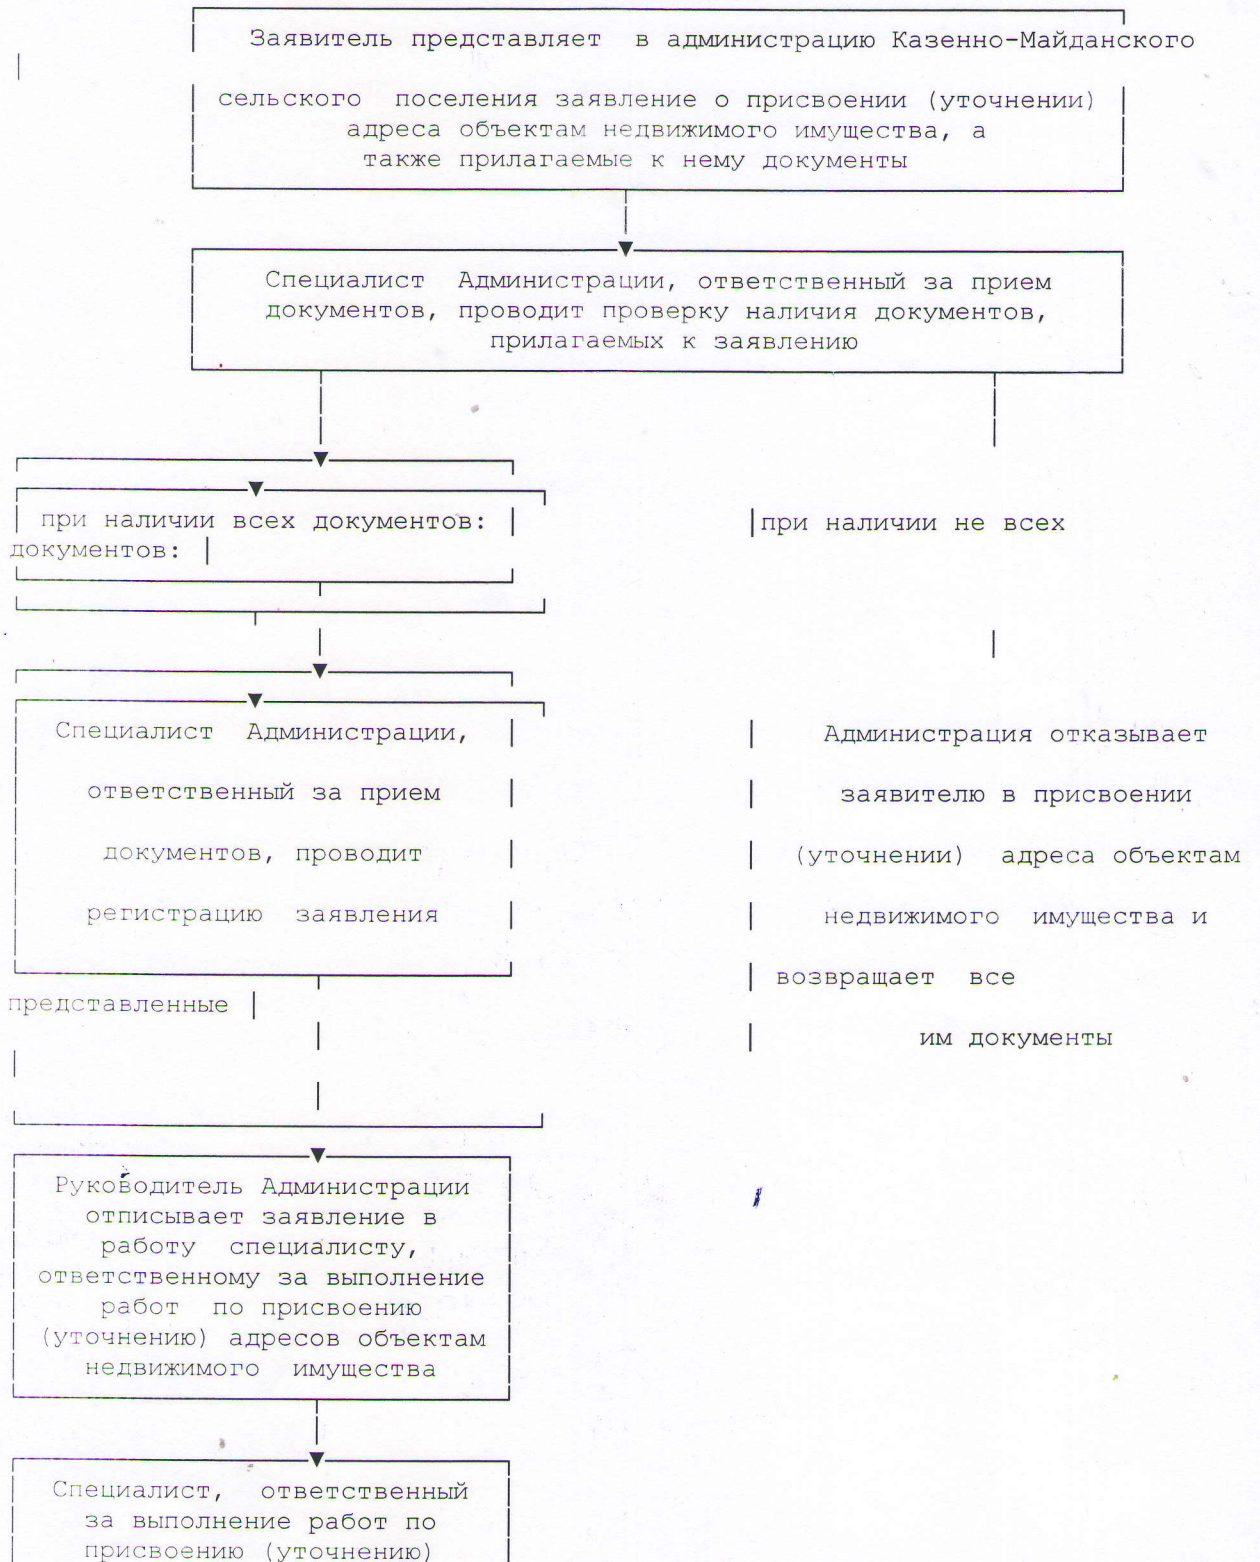 Заявитель представляет в администрацию Казенно-Майданского
сельского поселения заявление о присвоении (уточнении)
адреса объектам недвижимого имущества, а
также прилагаемые к нему документы
Специалист Администрации, ответственный за прием
документов, проводит проверку наличия документов,
прилагаемых к заявлению
при наличии всех документов:
при наличии не всех
документов:
Специалист Администрации,
ответственный за прием
документов, проводит
регистрацию заявления
Администрация отказывает
заявителю в присвоении
(уточнении) адреса объектам
недвижимого имущества и
возвращает все
представленные
им документы
Руководитель Администрации
отписывает заявление в
работу специалисту,
ответственному за выполнение
работ по присвоению
(уточнению) адресов объектам
недвижимого имущества
Специалист, ответственный
за выполнение работ по
присвоению (уточнению)